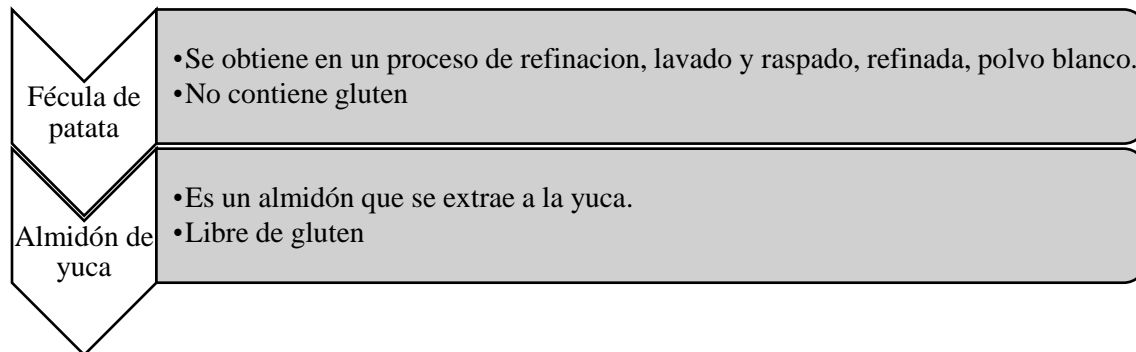 Fécula de
patata
•Se obtiene en un proceso de refinacion, lavado y raspado, refinada, polvo blanco.
•No contiene gluten
Almidón de
yuca
•Es un almidón que se extrae a la yuca.
•Libre de gluten